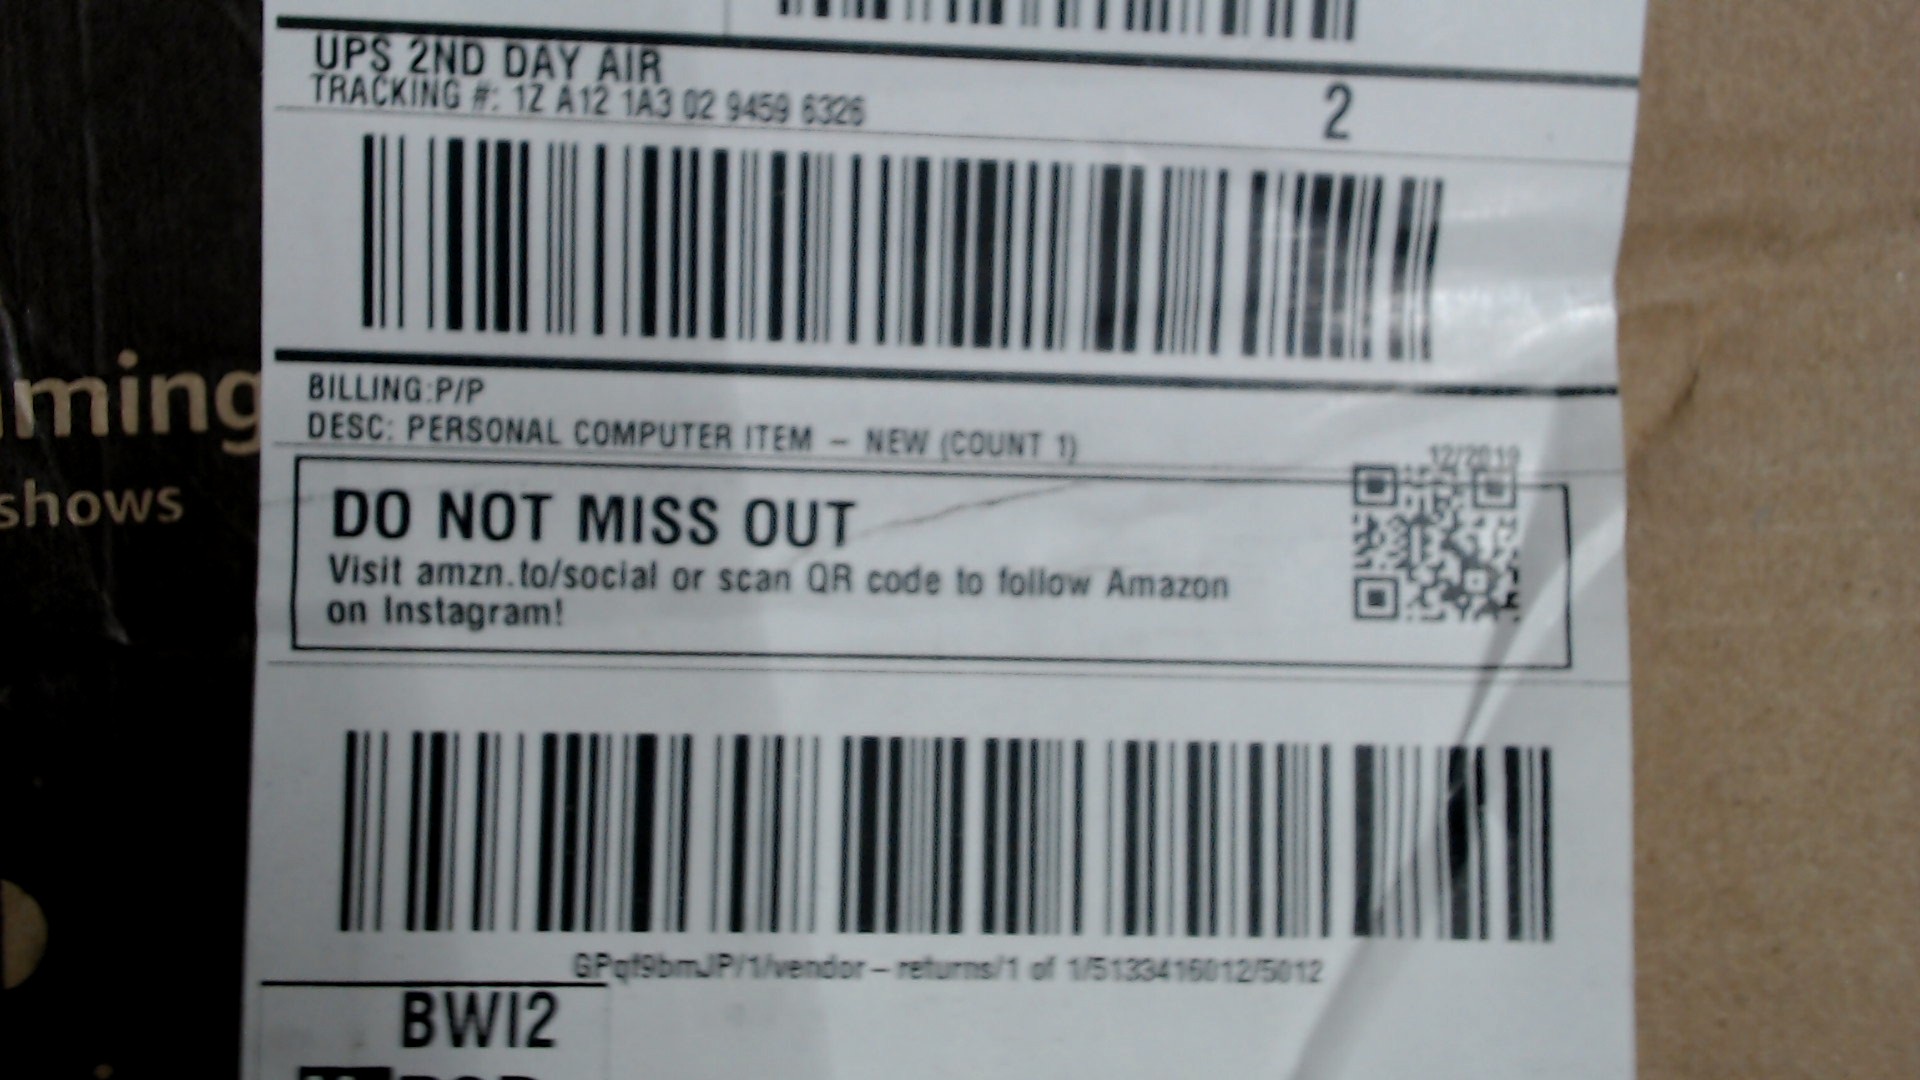 UPS 2ND DAY AIR
TRACKING #: 1Z A12 1A3 02 9459 6326
2
BILLING:P/P
DESC: PERSONAL COMPUTER ITEM – NEW (COUNT 1)
12/2019
DO NOT MISS OUT
Visit amzn.to/social or scan QR code to follow Amazon
on Instagram!
GPqf9bmJP/1/vendor – returns/1 of 1/5133416012/5012
BWI2
ming
shows